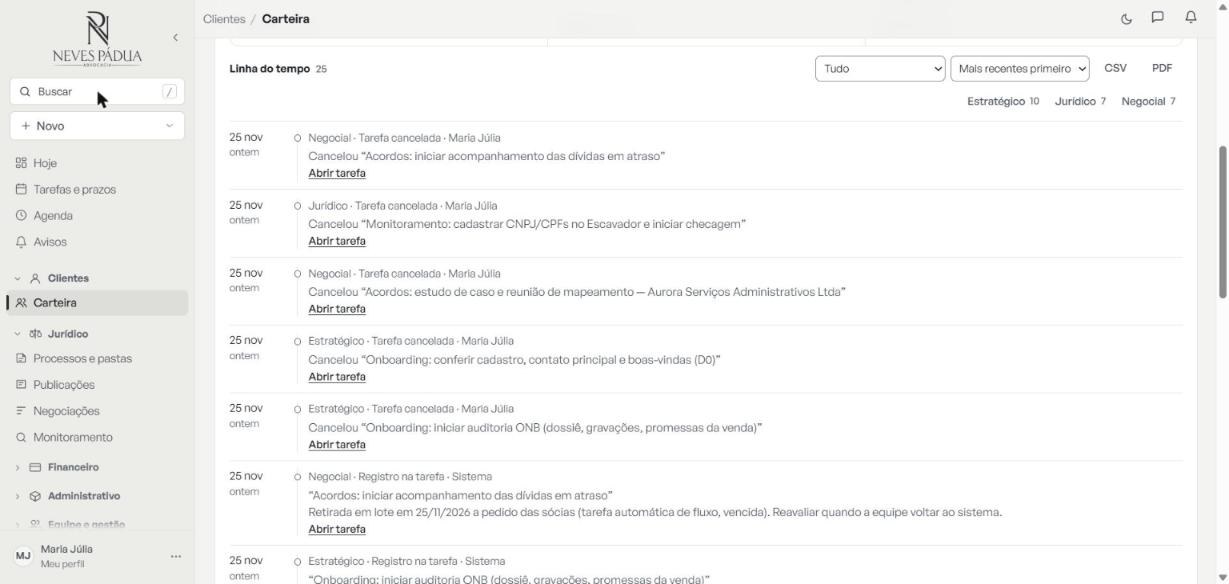 NEVES PÁDUA
ADVOCACIA
Clientes / Carteira
Buscar /
+ Novo
Hoje
Tarefas e prazos
Agenda
Avisos
Clientes
Carteira
Jurídico
Processos e pastas
Publicações
Negociações
Monitoramento
Financeiro
Administrativo
Equipe e gestão
MJ
Maria Júlia
Meu perfil
Linha do tempo 25
Tudo
Mais recentes primeiro
CSV
PDF
Estratégico 10 Jurídico 7 Negocial 7
25 nov
ontem
Negocial · Tarefa cancelada · Maria Júlia
Cancelou “Acordos: iniciar acompanhamento das dívidas em atraso”
Abrir tarefa
25 nov
ontem
Jurídico · Tarefa cancelada · Maria Júlia
Cancelou “Monitoramento: cadastrar CNPJ/CPFs no Escavador e iniciar checagem”
Abrir tarefa
25 nov
ontem
Negocial · Tarefa cancelada · Maria Júlia
Cancelou “Acordos: estudo de caso e reunião de mapeamento — Aurora Serviços Administrativos Ltda”
Abrir tarefa
25 nov
ontem
Estratégico · Tarefa cancelada · Maria Júlia
Cancelou “Onboarding: conferir cadastro, contato principal e boas-vindas (D0)”
Abrir tarefa
25 nov
ontem
Estratégico · Tarefa cancelada · Maria Júlia
Cancelou “Onboarding: iniciar auditoria ONB (dossiê, gravações, promessas da venda)”
Abrir tarefa
25 nov
ontem
Negocial · Registro na tarefa · Sistema
“Acordos: iniciar acompanhamento das dívidas em atraso”
Retirada em lote em 25/11/2026 a pedido das sócias (tarefa automática de fluxo, vencida). Reavaliar quando a equipe voltar ao sistema.
Abrir tarefa
25 nov
ontem
Estratégico · Registro na tarefa · Sistema
“Onboarding: iniciar auditoria ONB (dossiê, gravações, promessas da venda)”